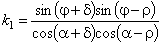 k₁ = sin(φ+δ)sin(φ−ρ) / cos(α+δ)cos(α−ρ)